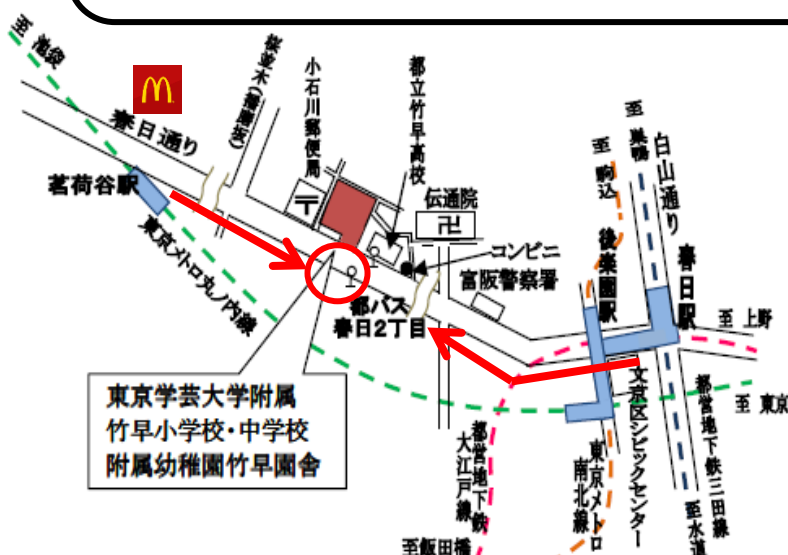 至 池袋
春日通り
茗荷谷駅
東京メトロ丸ノ内線
桜並木(播磨坂)
小石川郵便局
〒
都立竹早高校
伝通院
卍
コンビニ
富阪警察署
都バス
春日2丁目
東京学芸大学附属
竹早小学校・中学校
附属幼稚園竹早園舎
至 駒込
後楽園駅
至 巣鴨
白山通り
春日駅
至 上野
至 東京
文京区シビックセンター
都営地下鉄三田線
至水道
東京メトロ
南北線
都営地下鉄
大江戸線
至飯田橋